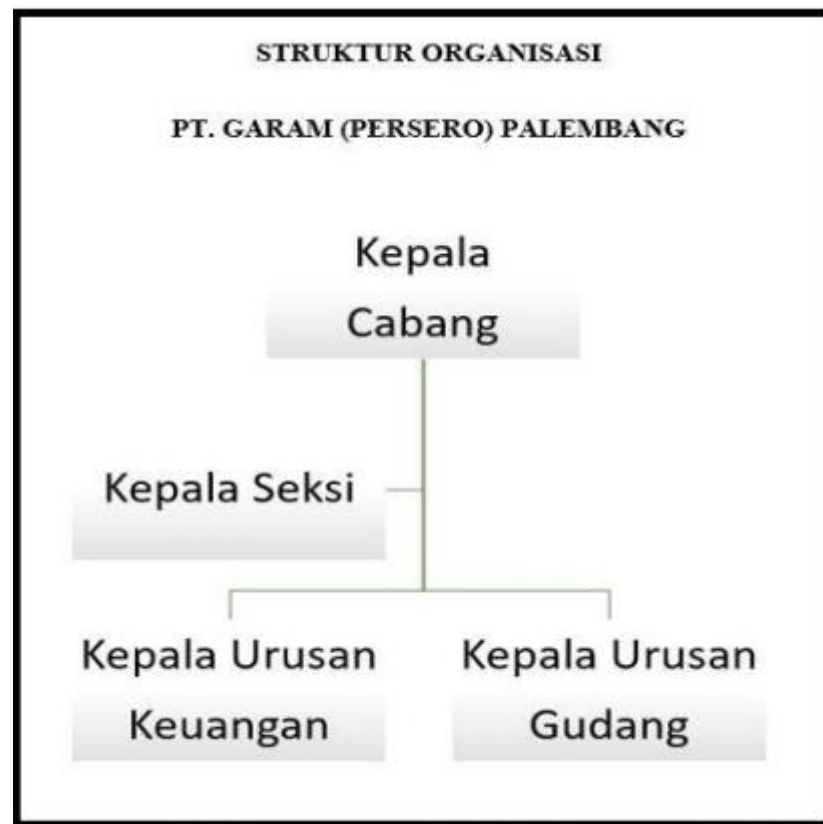 STRUKTUR ORGANISASI
PT. GARAM (PERSERO) PALEMBANG
Kepala
Cabang
Kepala Seksi
Kepala Urusan
Keuangan
Kepala Urusan
Gudang